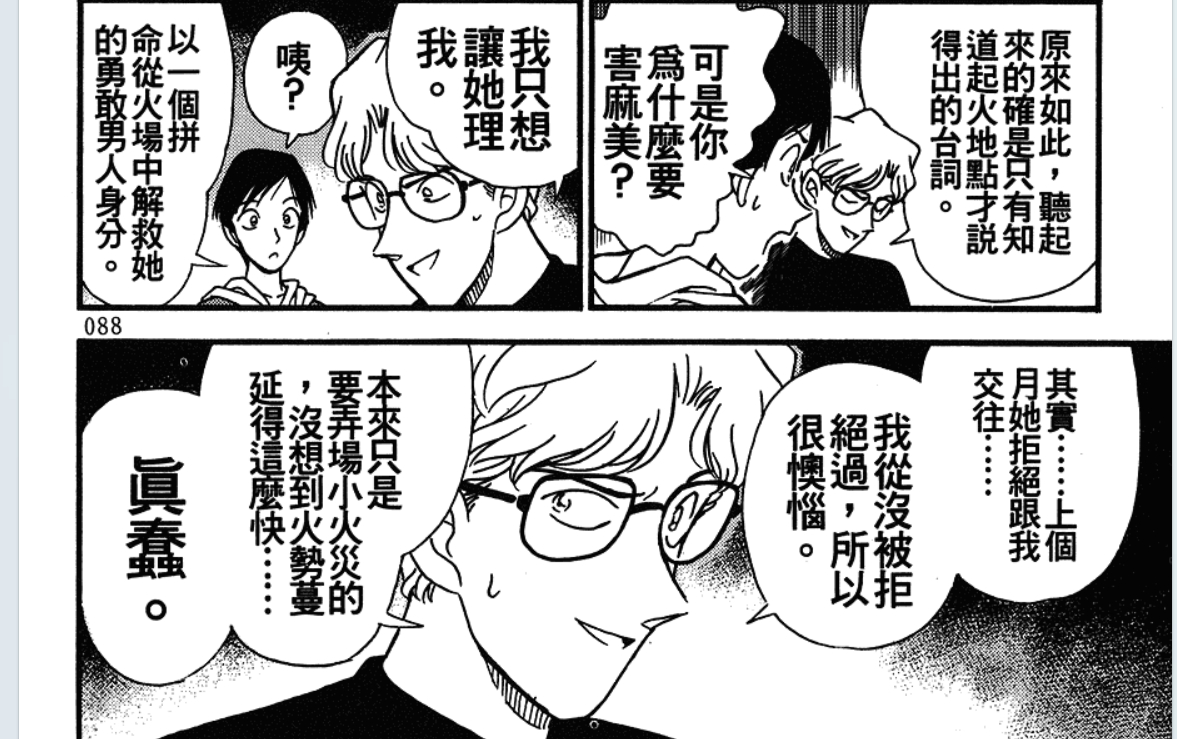 原來如此，聽起
來的確是只有知
道起火地點才說
得出的台詞。
可是你
為什麼要
害麻美？
我只想
讓她理
我。
咦？
以一個拼
命從火場中解救她
的勇敢男人身分。
088
其實……上個
月她拒絕跟我
交往……
我從沒被拒
絕過，所以
很懊惱。
本來只是
要弄場小火災的
，沒想到火勢蔓
延得這麼快……
真蠢。